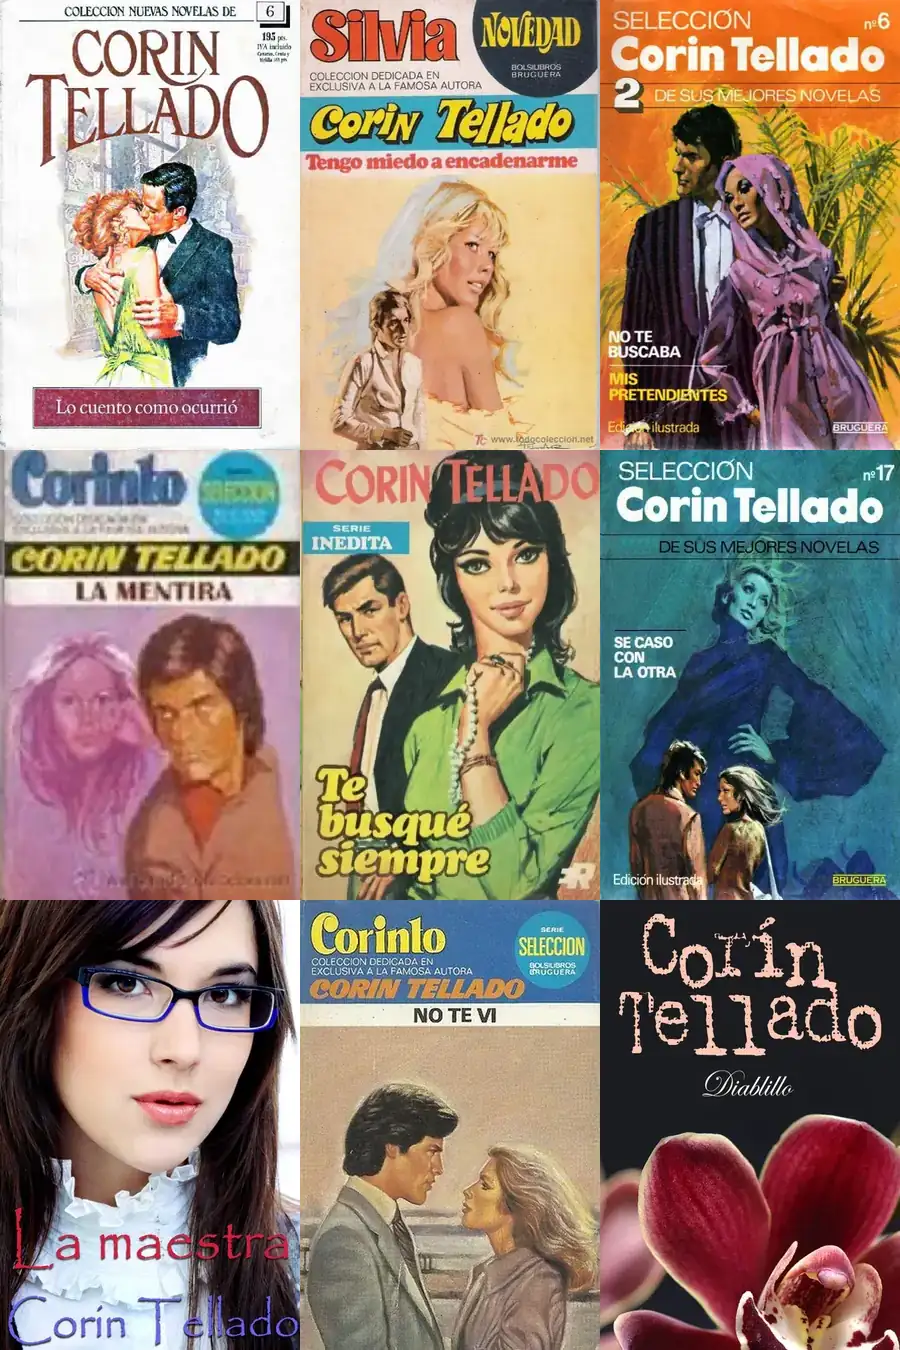 COLECCION NUEVAS NOVELAS DE
6
195 pts.
IVA incluido
CORIN
TELLADO
Lo cuento como ocurrió
Silvia
NOVEDAD
BOLSILIBROS
BRUGUERA
COLECCION DEDICADA EN
EXCLUSIVA A LA FAMOSA AUTORA
Corin Tellado
Tengo miedo a encadenarme
TC www.todocoleccion.net
SELECCIÓN
nº6
Corin Tellado
2 DE SUS MEJORES NOVELAS
NO TE
BUSCABA
MIS
PRETENDIENTES
Edición ilustrada
BRUGUERA
Corinto
SELECCION
CORIN TELLADO
LA MENTIRA
CORIN TELLADO
SERIE
INEDITA
Te
busqué
siempre
SELECCIÓN
nº17
Corin Tellado
DE SUS MEJORES NOVELAS
SE CASO
CON
LA OTRA
Edición ilustrada
BRUGUERA
La maestra
Corín Tellado
Corinto
SERIE
SELECCION
BOLSILIBROS
BRUGUERA
COLECCION DEDICADA EN
EXCLUSIVA A LA FAMOSA AUTORA
CORIN TELLADO
NO TE VI
Corín
Tellado
Diablillo